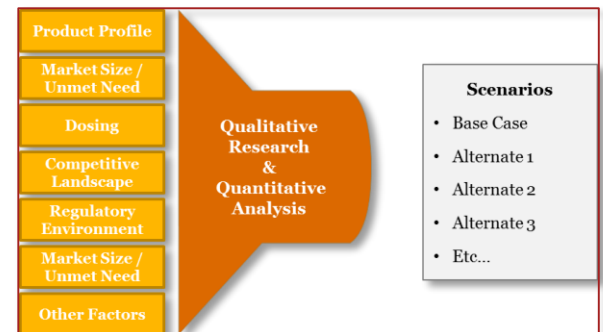 Product Profile
Market Size /
Unmet Need
Dosing
Competitive
Landscape
Regulatory
Environment
Market Size /
Unmet Need
Other Factors
Qualitative
Research
&
Quantitative
Analysis
Scenarios
• Base Case
• Alternate 1
• Alternate 2
• Alternate 3
• Etc...